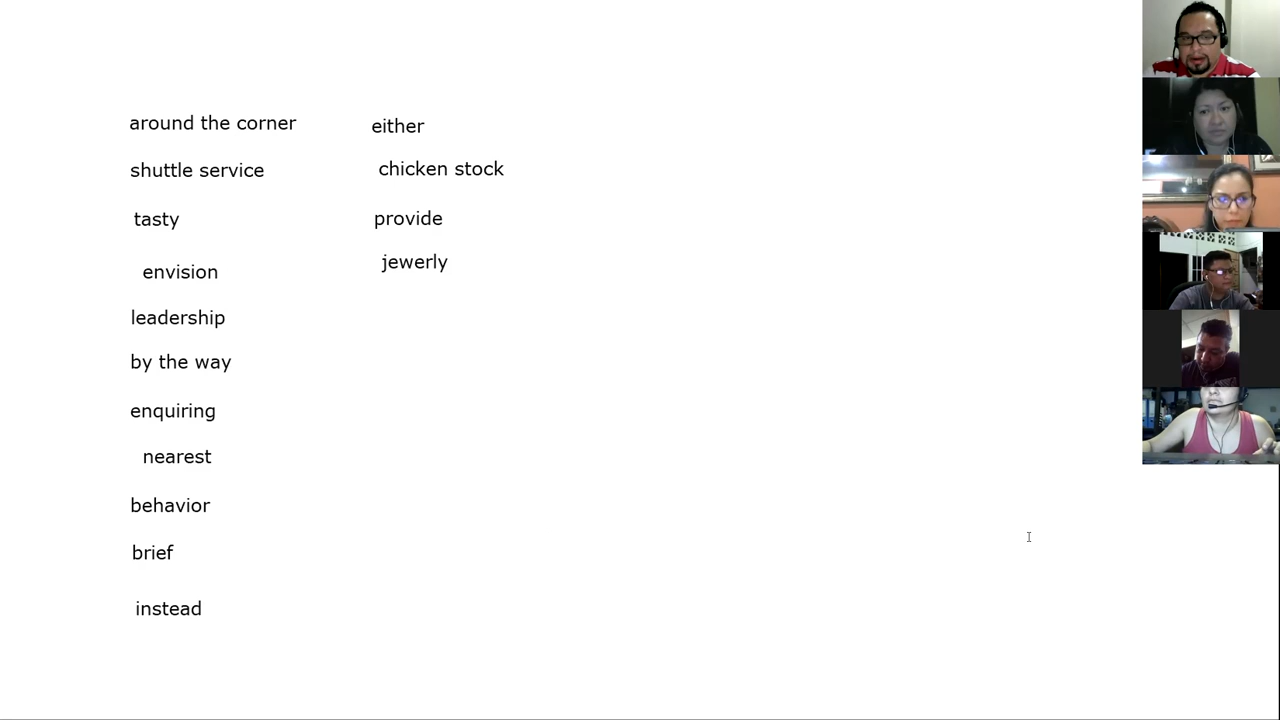 around the corner
shuttle service
tasty
envision
leadership
by the way
enquiring
nearest
behavior
brief
instead
either
chicken stock
provide
jewerly